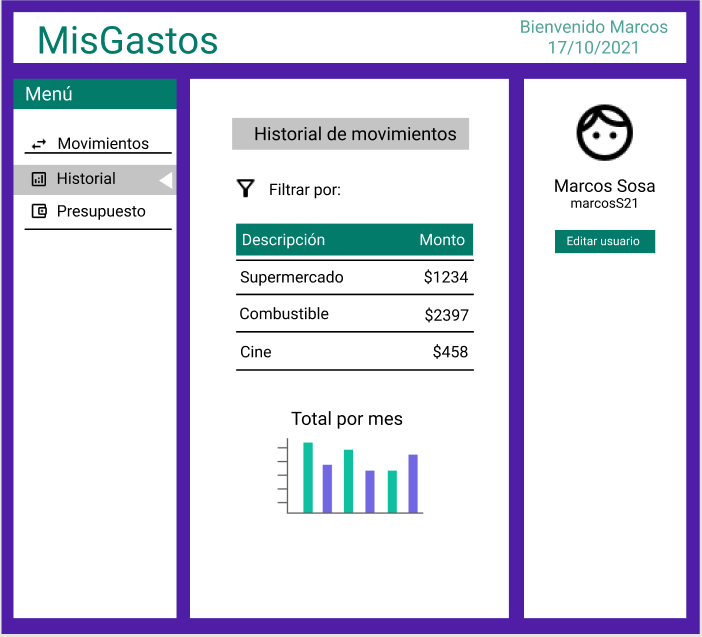 MisGastos
Bienvenido Marcos
17/10/2021
Menú
Movimientos
Historial
Presupuesto
Historial de movimientos
Filtrar por:
Descripción Monto
Supermercado $1234
Combustible $2397
Cine $458
Total por mes
Marcos Sosa
marcosS21
Editar usuario